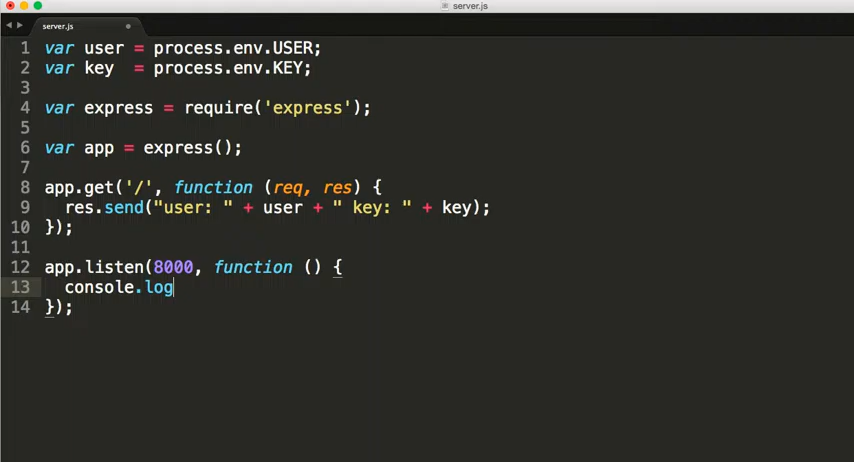 server.js
server.js
1 var user = process.env.USER;
2 var key  = process.env.KEY;
3
4 var express = require('express');
5
6 var app = express();
7
8 app.get('/', function (req, res) {
9   res.send("user: " + user + " key: " + key);
10 });
11
12 app.listen(8000, function () {
13   console.log
14 });